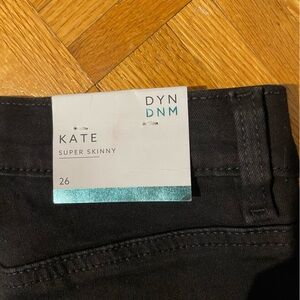 DYN
DNM
KATE
SUPER SKINNY
26